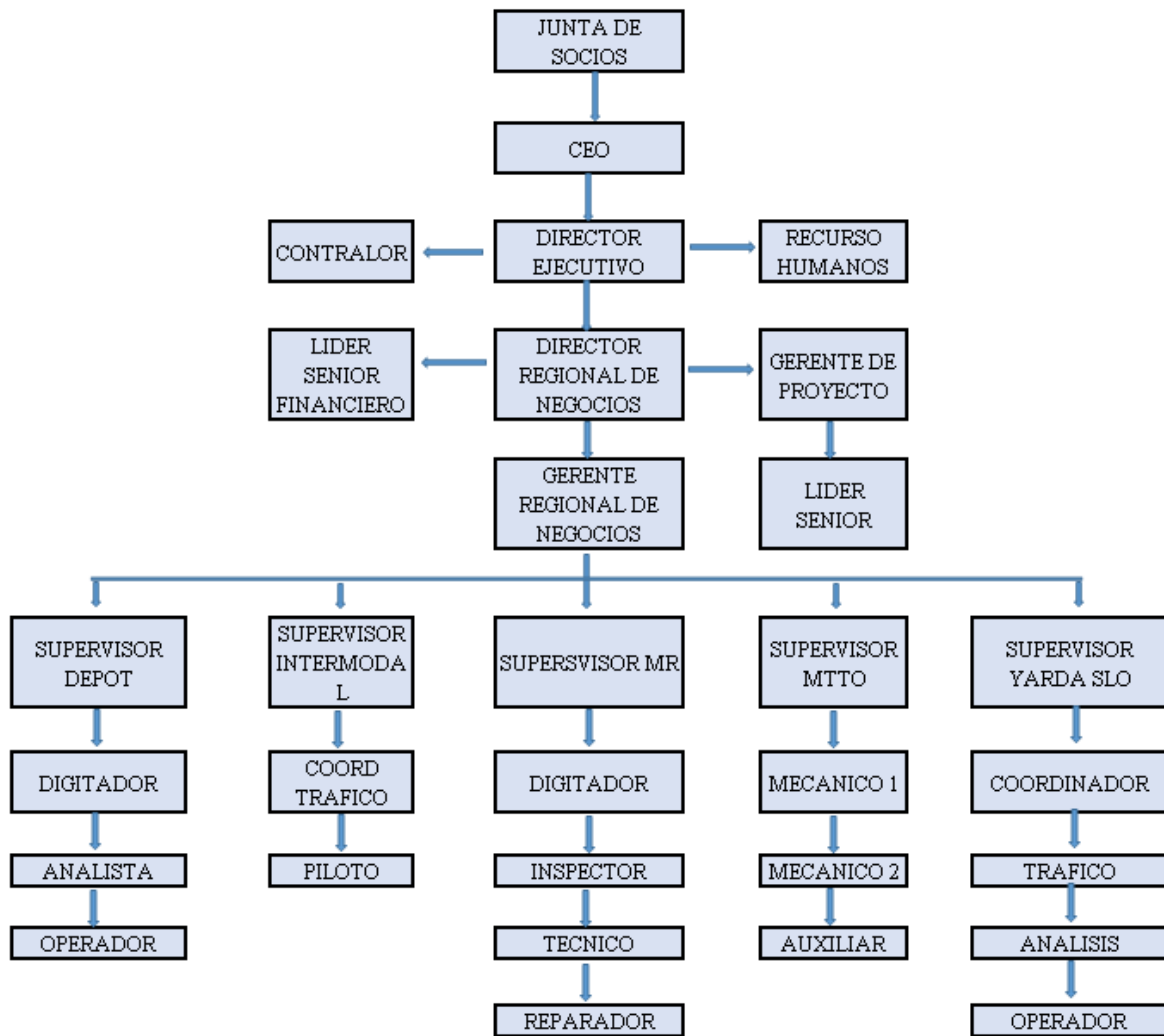 JUNTA DE
SOCIOS
CEO
CONTRALOR
DIRECTOR
EJECUTIVO
RECURSO
HUMANOS
LIDER
SENIOR
FINANCIERO
DIRECTOR
REGIONAL DE
NEGOCIOS
GERENTE DE
PROYECTO
GERENTE
REGIONAL DE
NEGOCIOS
LIDER
SENIOR
SUPERVISOR
DEPOT
SUPERVISOR
INTERMODA
L
SUPERSVISOR MR
SUPERVISOR
MTTO
SUPERVISOR
YARDA SLO
DIGITADOR
COORD
TRAFICO
DIGITADOR
MECANICO 1
COORDINADOR
ANALISTA
PILOTO
INSPECTOR
MECANICO 2
TRAFICO
OPERADOR
TECNICO
AUXILIAR
ANALISIS
REPARADOR
OPERADOR